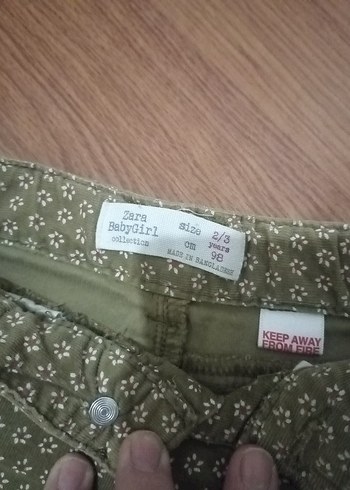 Zara
BabyGirl
collection
size 2/3
years
cm 98
MADE IN BANGLADESH
KEEP AWAY
FROM FIRE